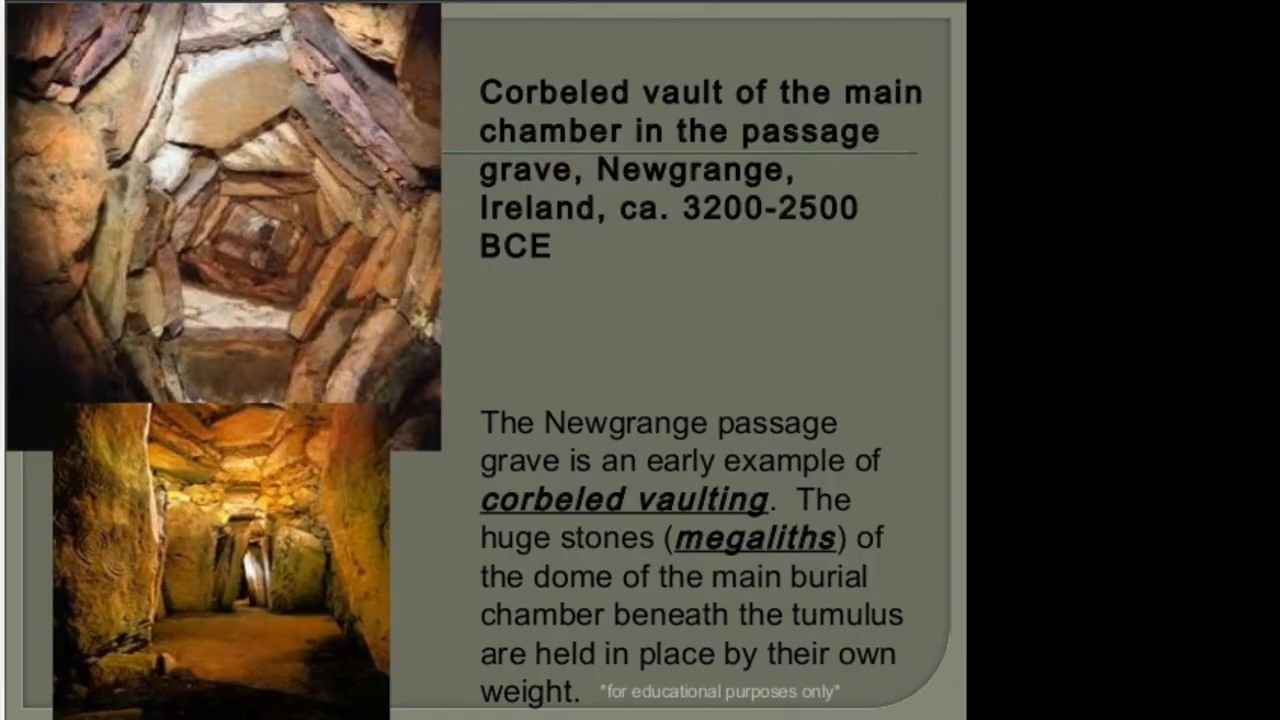 Corbeled vault of the main
chamber in the passage
grave, Newgrange,
Ireland, ca. 3200-2500
BCE
The Newgrange passage
grave is an early example of
corbeled vaulting. The
huge stones (megaliths) of
the dome of the main burial
chamber beneath the tumulus
are held in place by their own
weight.
*for educational purposes only*